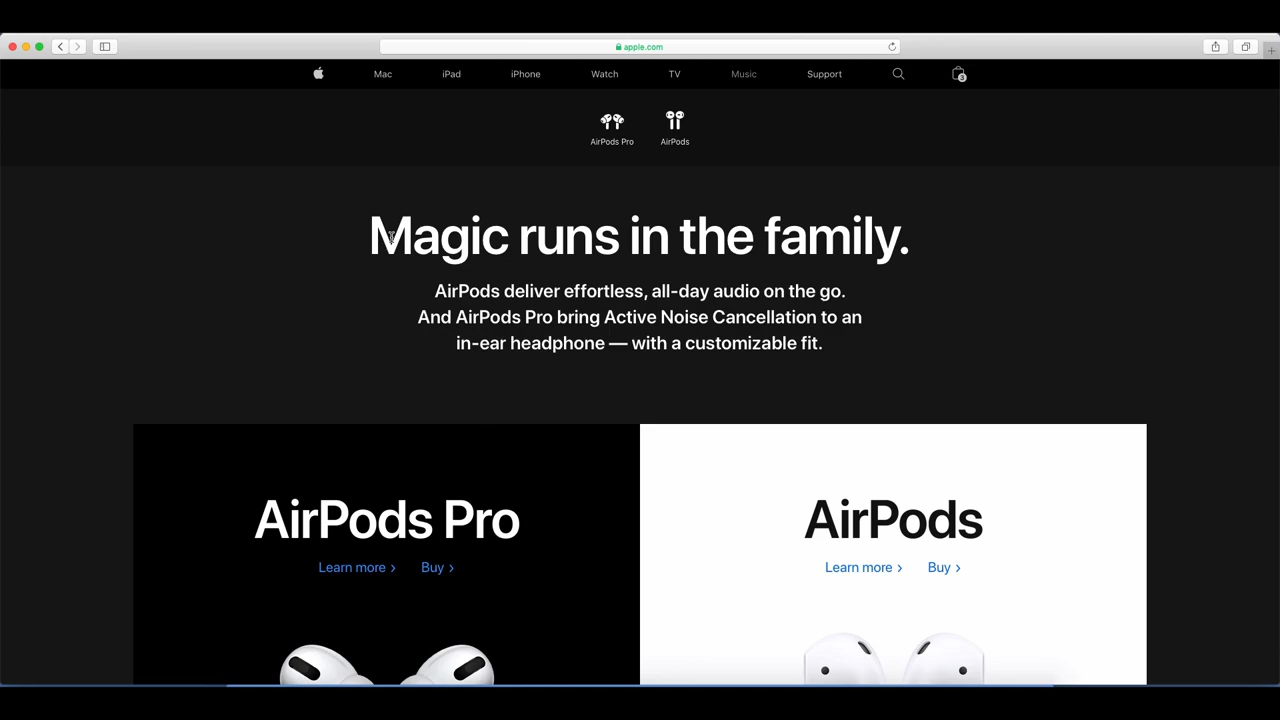 apple.com
Mac iPad iPhone Watch TV Music Support 3
AirPods Pro AirPods
Magic runs in the family.
AirPods deliver effortless, all-day audio on the go.
And AirPods Pro bring Active Noise Cancellation to an
in-ear headphone — with a customizable fit.
AirPods Pro
Learn more > Buy >
AirPods
Learn more > Buy >